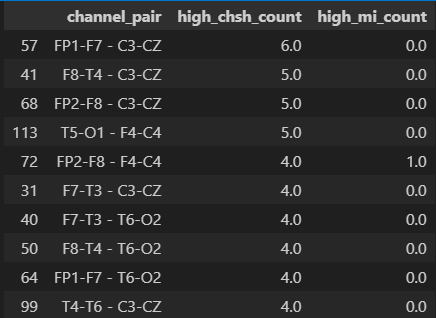 channel_pair high_chsh_count high_mi_count
57 FP1-F7 - C3-CZ 6.0 0.0
41 F8-T4 - C3-CZ 5.0 0.0
68 FP2-F8 - C3-CZ 5.0 0.0
113 T5-O1 - F4-C4 5.0 0.0
72 FP2-F8 - F4-C4 4.0 1.0
31 F7-T3 - C3-CZ 4.0 0.0
40 F7-T3 - T6-O2 4.0 0.0
50 F8-T4 - T6-O2 4.0 0.0
64 FP1-F7 - T6-O2 4.0 0.0
99 T4-T6 - C3-CZ 4.0 0.0